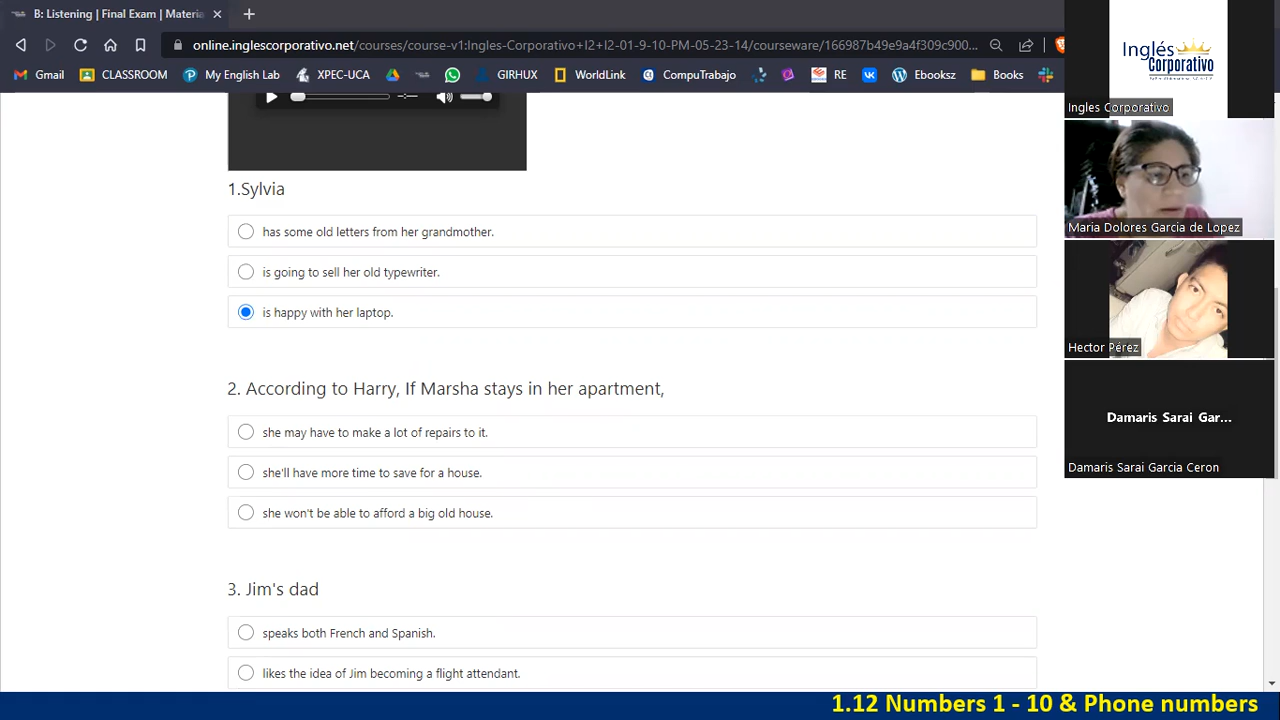 B: Listening | Final Exam | Materia
online.inglescorporativo.net/courses/course-v1:Ingles-Corporativo+I2+I2-01-9-10-PM-05-23-14/courseware/166987b49e9a4f309c900...
Gmail CLASSROOM My English Lab XPEC-UCA GIRHUX WorldLink CompuTrabajo RE Ebooksz Books
1.Sylvia
has some old letters from her grandmother.
is going to sell her old typewriter.
is happy with her laptop.
2. According to Harry, If Marsha stays in her apartment,
she may have to make a lot of repairs to it.
she'll have more time to save for a house.
she won't be able to afford a big old house.
3. Jim's dad
speaks both French and Spanish.
likes the idea of Jim becoming a flight attendant.
Inglés
Corporativo
Ingles Corporativo
Maria Dolores Garcia de Lopez
Hector Pérez
Damaris Sarai Gar...
Damaris Sarai Garcia Ceron
1.12 Numbers 1 - 10 & Phone numbers